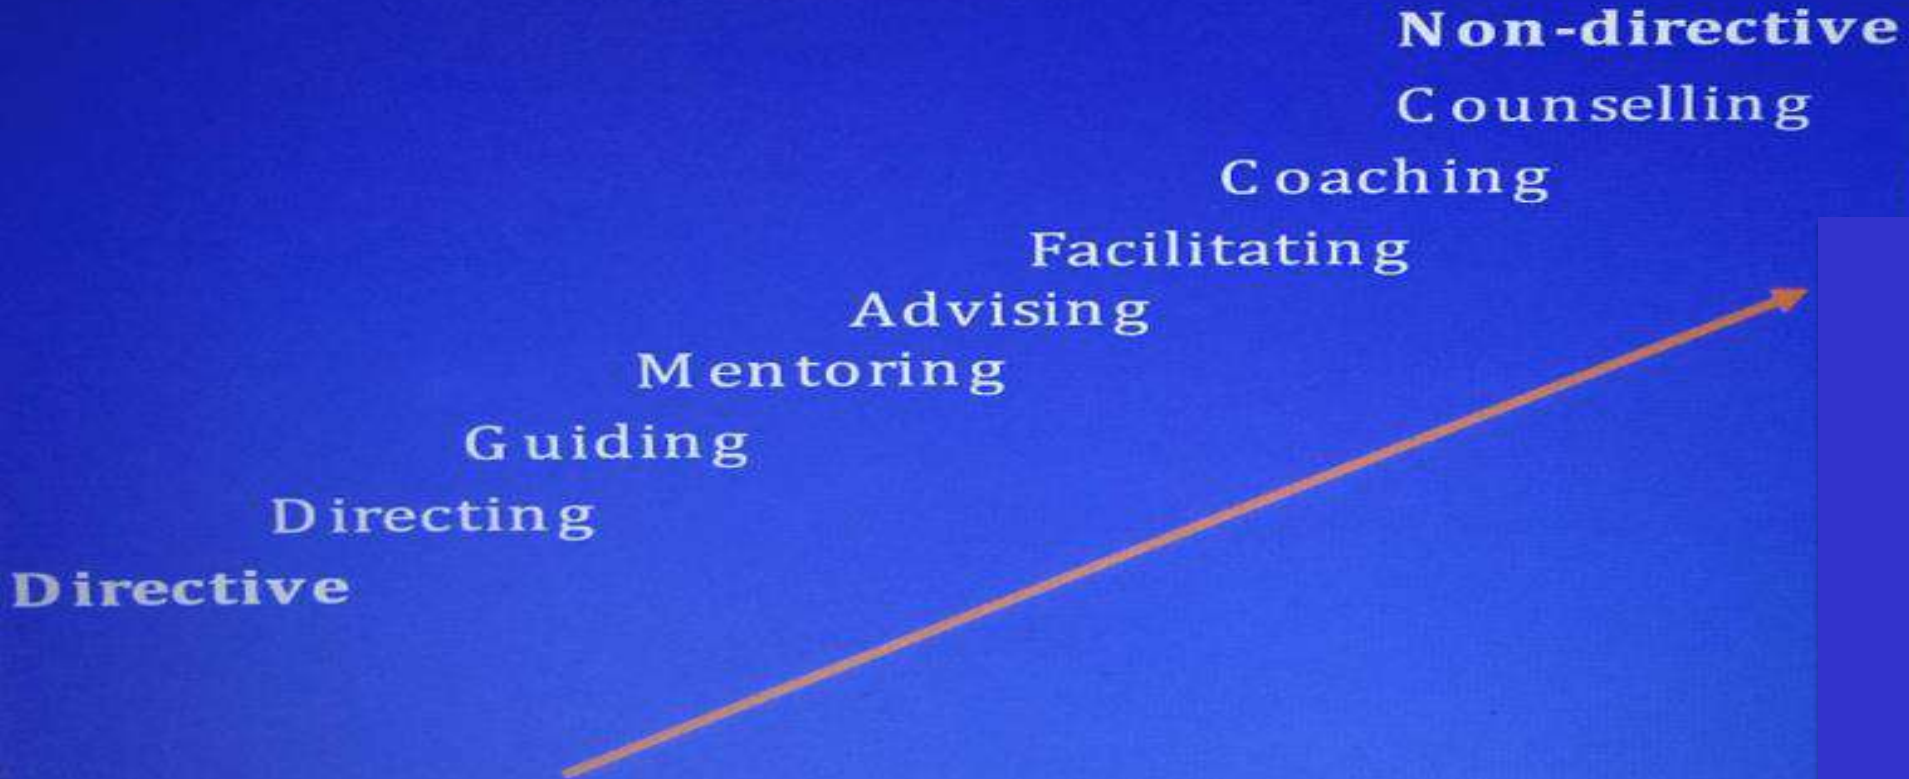 Non-directive
Counselling
Coaching
Facilitating
Advising
Mentoring
Guiding
Directing
Directive